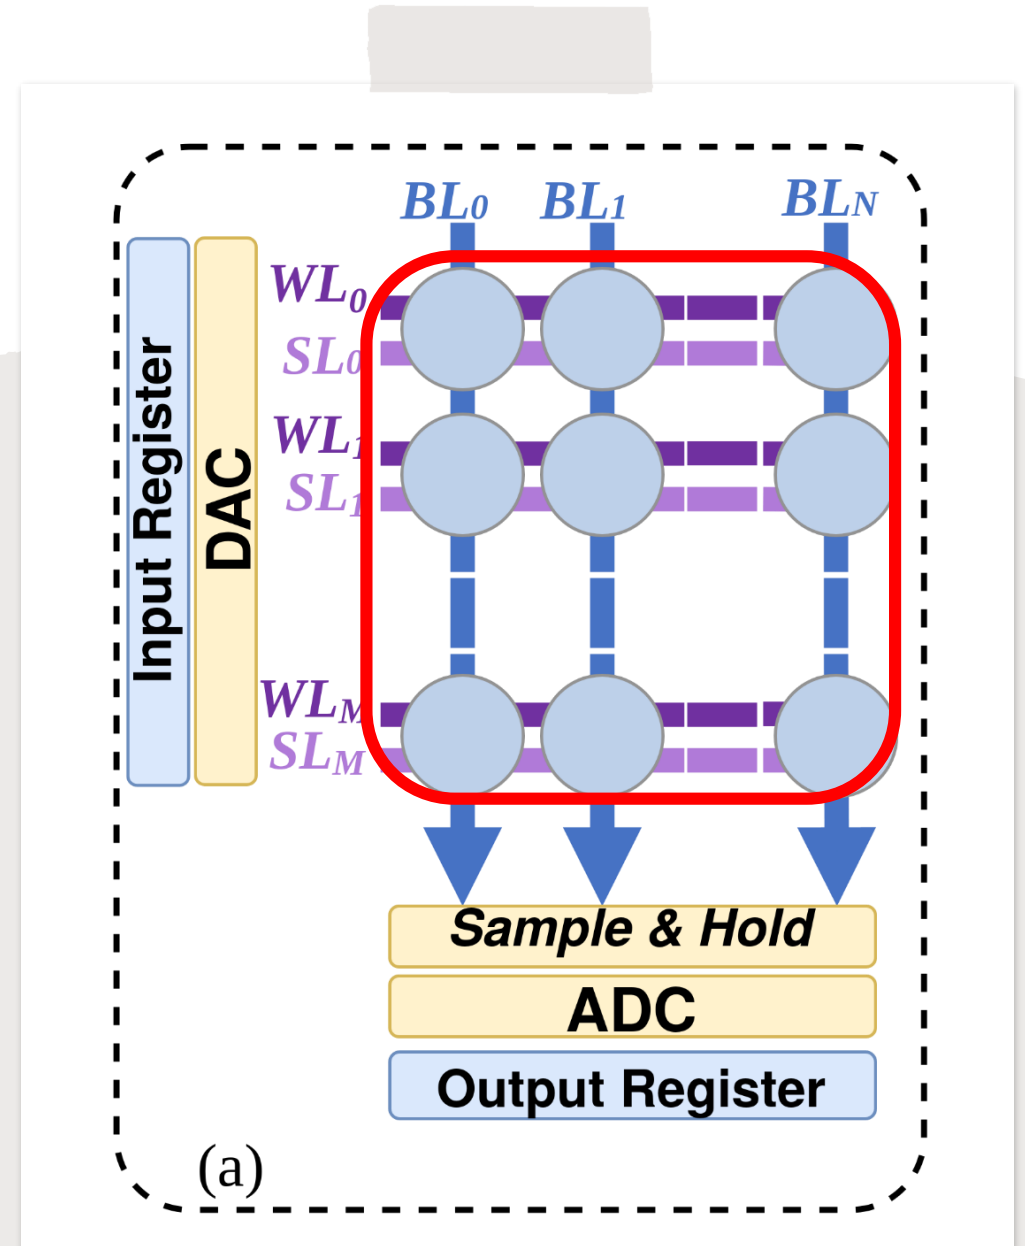 BL0 BL1 BLN
WL0
SL0
WL1
SL1
WLM
SLM
Input Register
DAC
Sample & Hold
ADC
Output Register
(a)